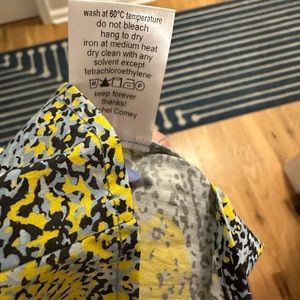 wash at 60°C temperature
do not bleach
hang to dry
iron at medium heat
dry clean with any
solvent except
tetrachloroethylene
keep forever
thanks!
Rachel Comey